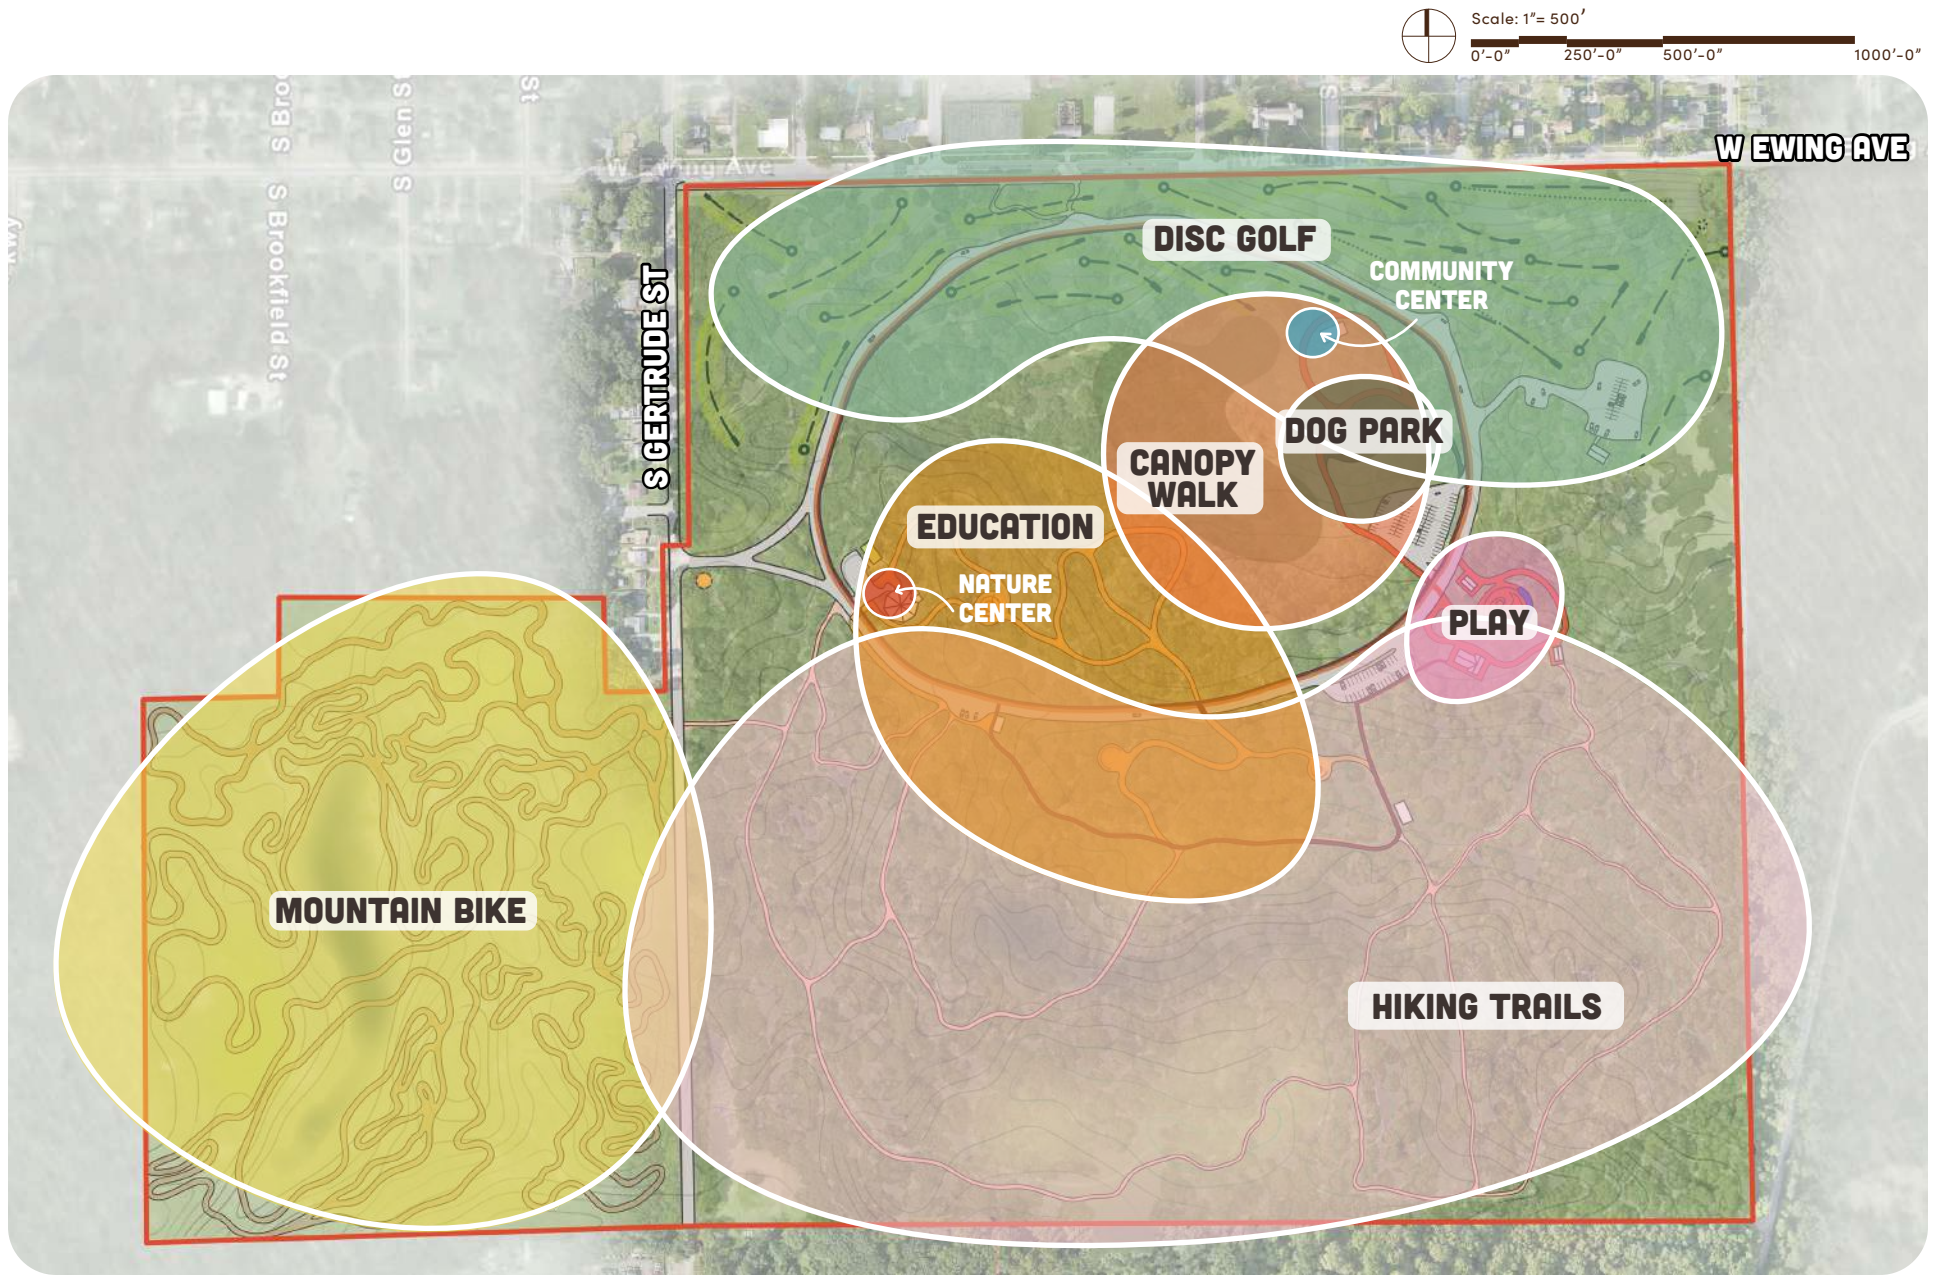 Scale: 1"= 500'
0'-0" 250'-0" 500'-0" 1000'-0"
S Glen St
St
W EWING AVE
W Ewing Ave
S Brookfield St
DISC GOLF
COMMUNITY
CENTER
S GERTRUDE ST
DOG PARK
CANOPY
WALK
EDUCATION
NATURE
CENTER
PLAY
MOUNTAIN BIKE
HIKING TRAILS